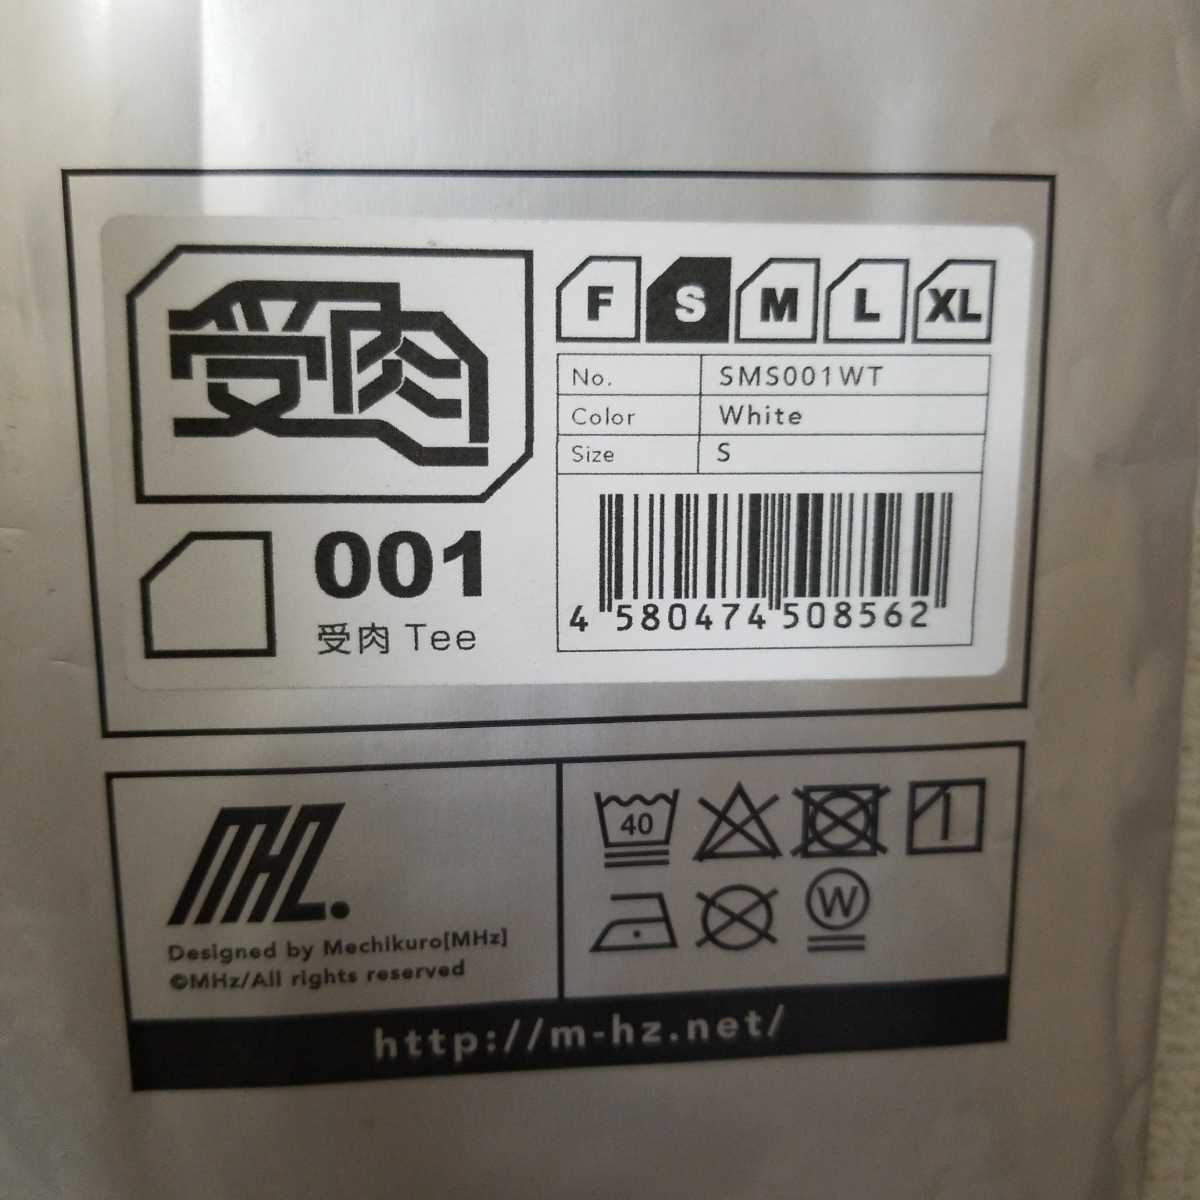 受肉
F S M L XL
No. SMS001WT
Color White
Size S
4 580474 508562
001
受肉 Tee
MHZ.
Designed by Mechikuro[MHz]
©MHz/All rights reserved
40
W
http://m-hz.net/